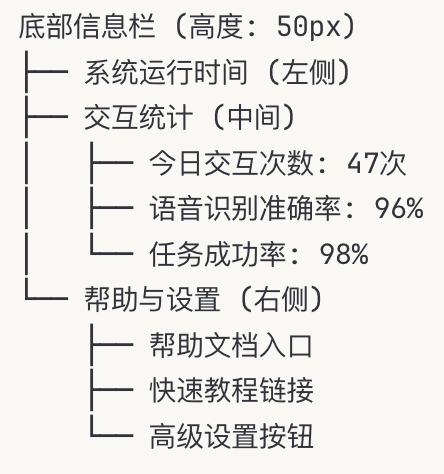 底部信息栏 (高度: 50px)
├── 系统运行时间 (左侧)
├── 交互统计 (中间)
│   ├── 今日交互次数: 47次
│   ├── 语音识别准确率: 96%
│   └── 任务成功率: 98%
└── 帮助与设置 (右侧)
    ├── 帮助文档入口
    ├── 快速教程链接
    └── 高级设置按钮